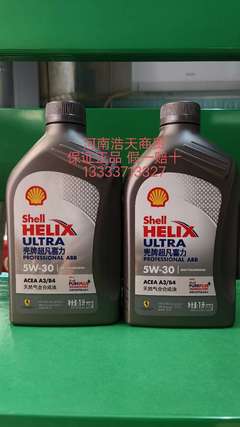 河南浩天商贸
保证正品 假一赔十
13333713327
Shell
HELIX
ULTRA
壳牌超凡喜力
PROFESSIONAL ABB
5W-30
ACEA A3/B4
天然气全合成油
Shell
HELIX
ULTRA
壳牌超凡喜力
PROFESSIONAL ABB
5W-30
ACEA A3/B4
天然气全合成油